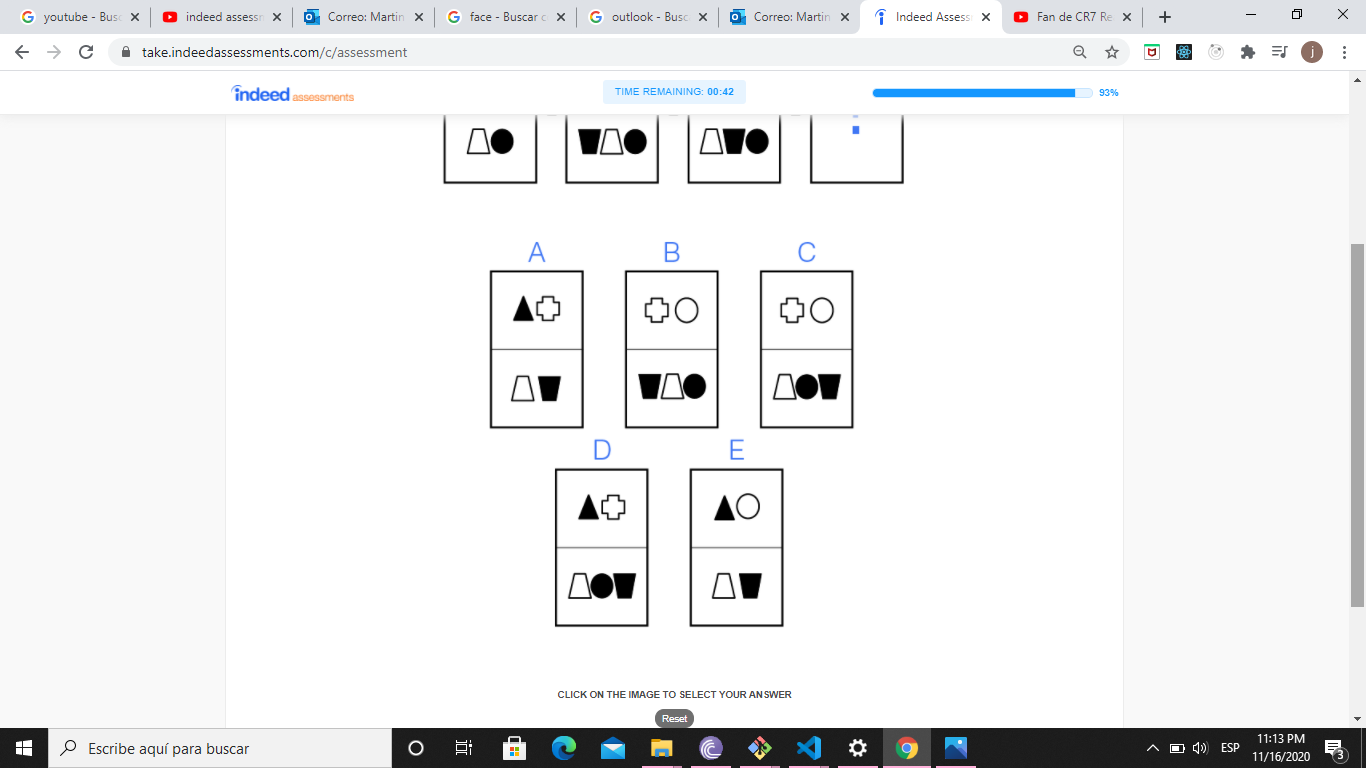 youtube - Busc
indeed assessm
Correo: Martin
face - Buscar c
outlook - Busc
Correo: Martin
Indeed Assess
Fan de CR7 Re
take.indeedassessments.com/c/assessment
j
indeed assessments
TIME REMAINING: 00:42
93%
A
B
C
D
E
CLICK ON THE IMAGE TO SELECT YOUR ANSWER
Reset
Escribe aquí para buscar
ESP
11:13 PM
11/16/2020
3